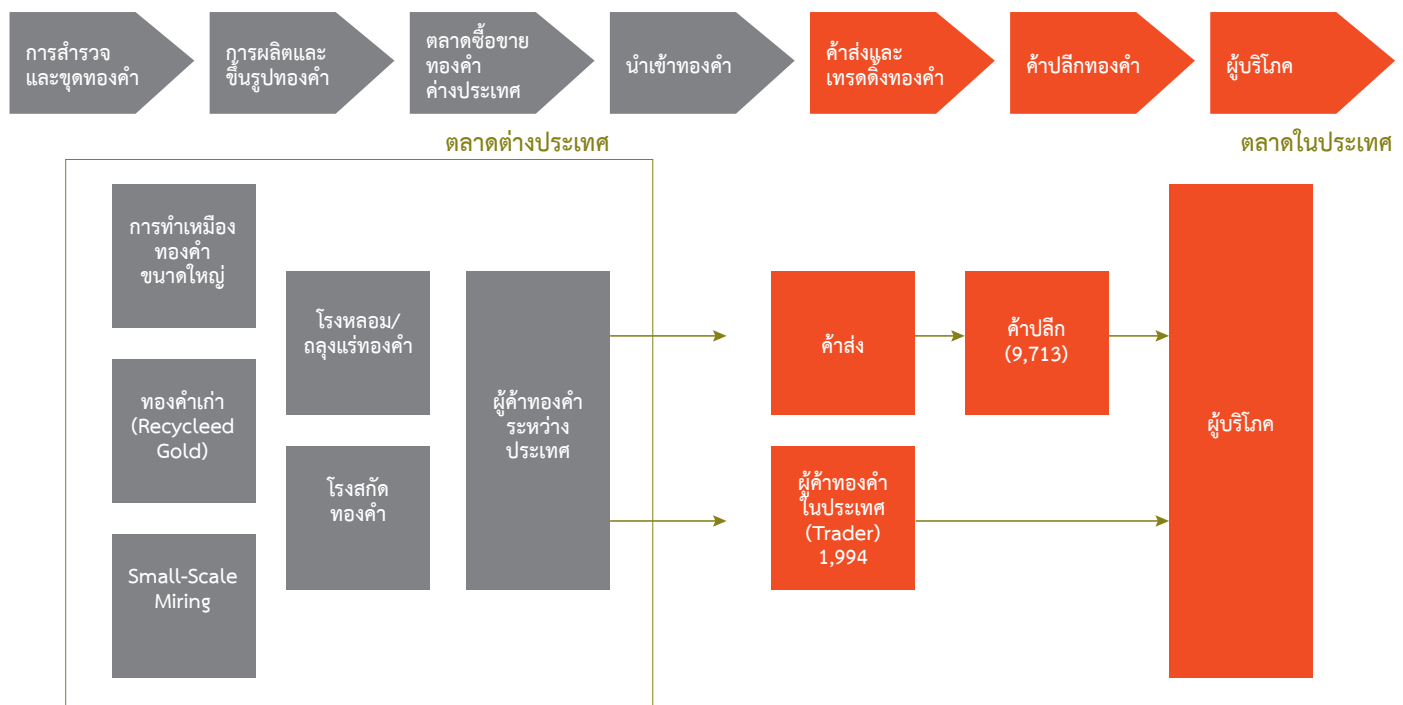 การสำรวจ
และขุดทองคำ
การผลิตและ
ขึ้นรูปทองคำ
ตลาดซื้อขาย
ทองคำ
ค่างประเทศ
นำเข้าทองคำ
ค้าส่งและ
เทรดดิ้งทองคำ
ค้าปลีกทองคำ
ผู้บริโภค
ตลาดต่างประเทศ
ตลาดในประเทศ
การทำเหมือง
ทองคำ
ขนาดใหญ่
ทองคำเก่า
(Recycleed
Gold)
Small-Scale
Miring
โรงหลอม/
ถลุงแร่ทองคำ
โรงสกัด
ทองคำ
ผู้ค้าทองคำ
ระหว่าง
ประเทศ
ค้าส่ง
ค้าปลีก
(9,713)
ผู้ค้าทองคำ
ในประเทศ
(Trader)
1,994
ผู้บริโภค